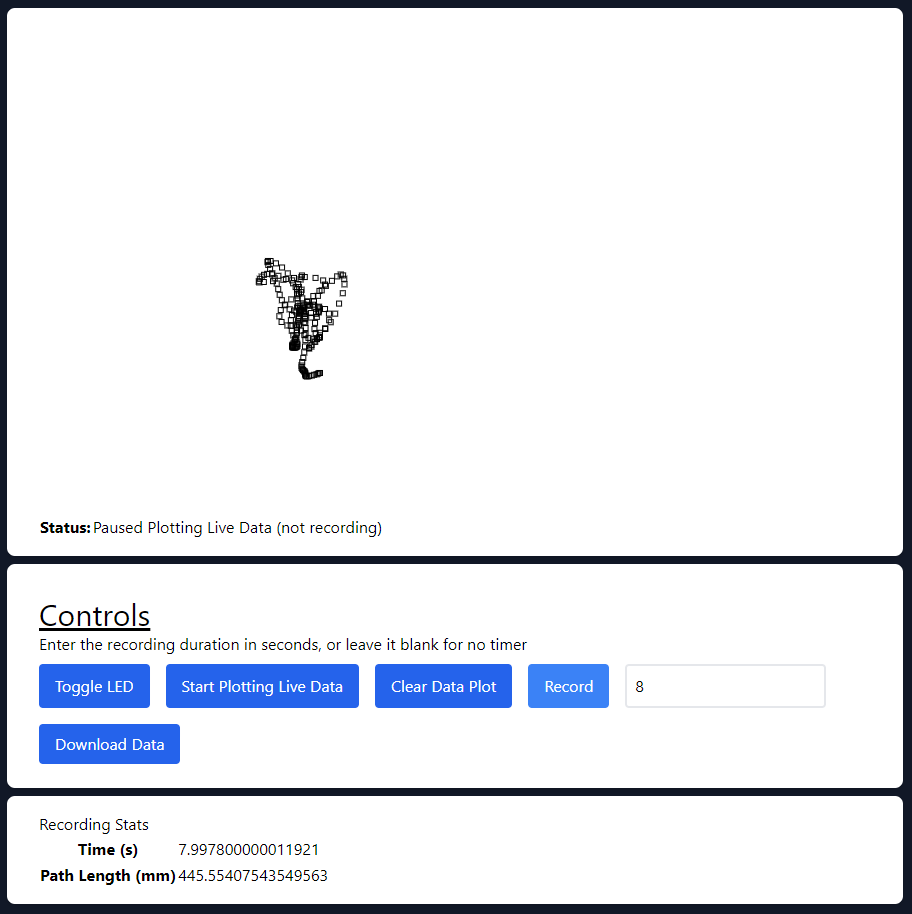 Status: Paused Plotting Live Data (not recording)
Controls
Enter the recording duration in seconds, or leave it blank for no timer
Toggle LED Start Plotting Live Data Clear Data Plot Record 8
Download Data
Recording Stats
Time (s) 7.997800000011921
Path Length (mm) 445.55407543549563